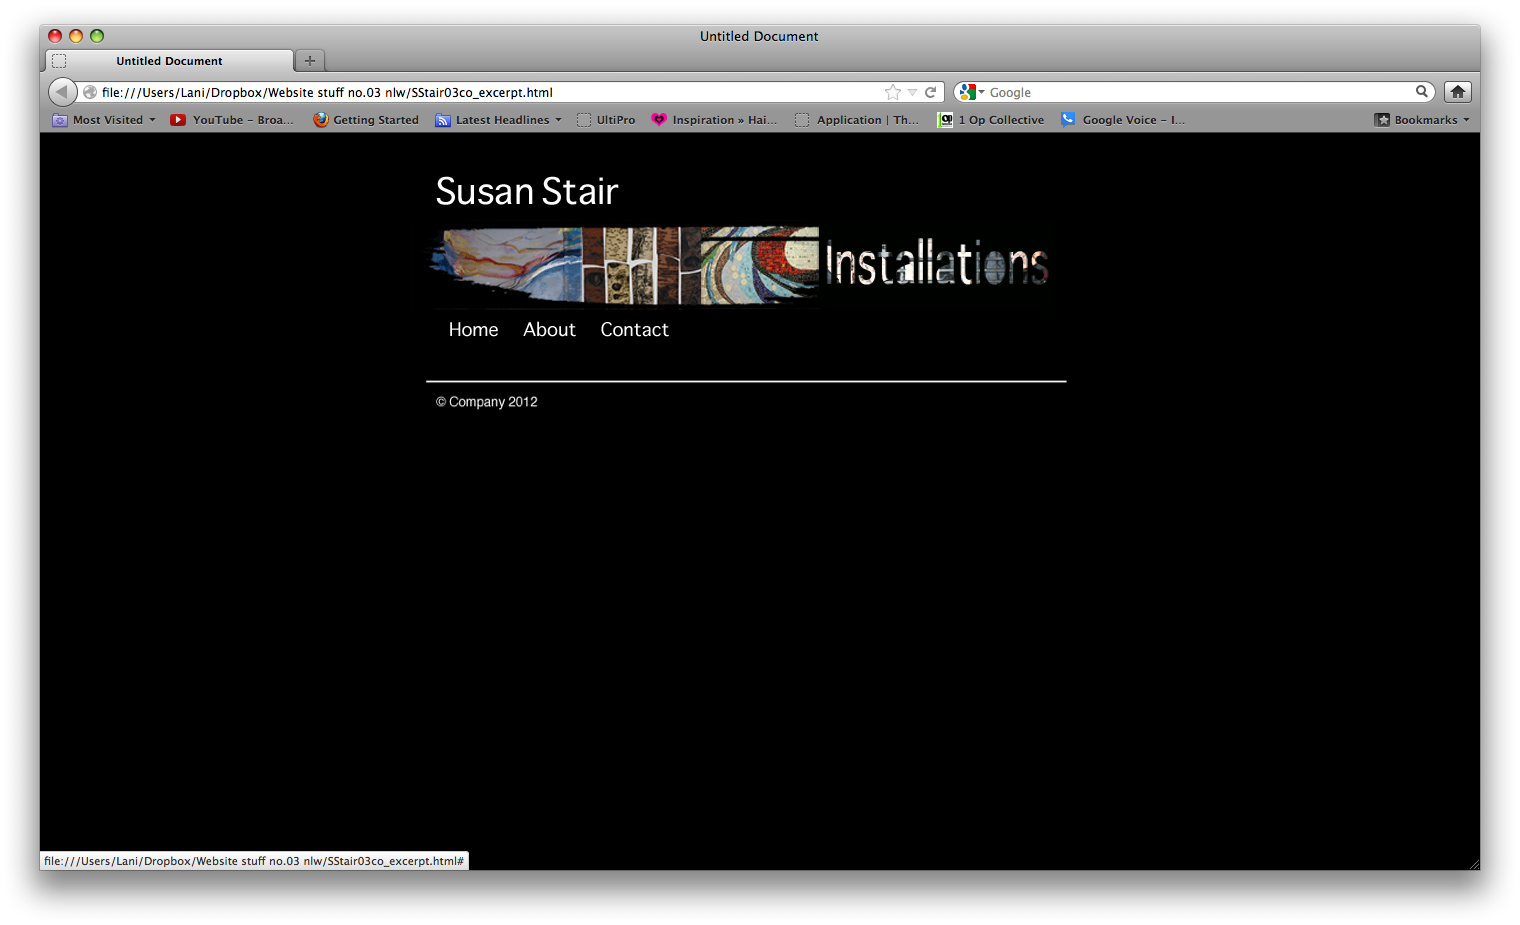 Untitled Document
Untitled Document
file:///Users/Lani/Dropbox/Website stuff no.03 nlw/SStair03co_excerpt.html
Google
Most Visited
YouTube – Broa...
Getting Started
Latest Headlines
UltiPro
Inspiration » Hai...
Application | Th...
1 Op Collective
Google Voice – I...
Bookmarks
Susan Stair
Installations
Home About Contact
© Company 2012
file:///Users/Lani/Dropbox/Website stuff no.03 nlw/SStair03co_excerpt.html#